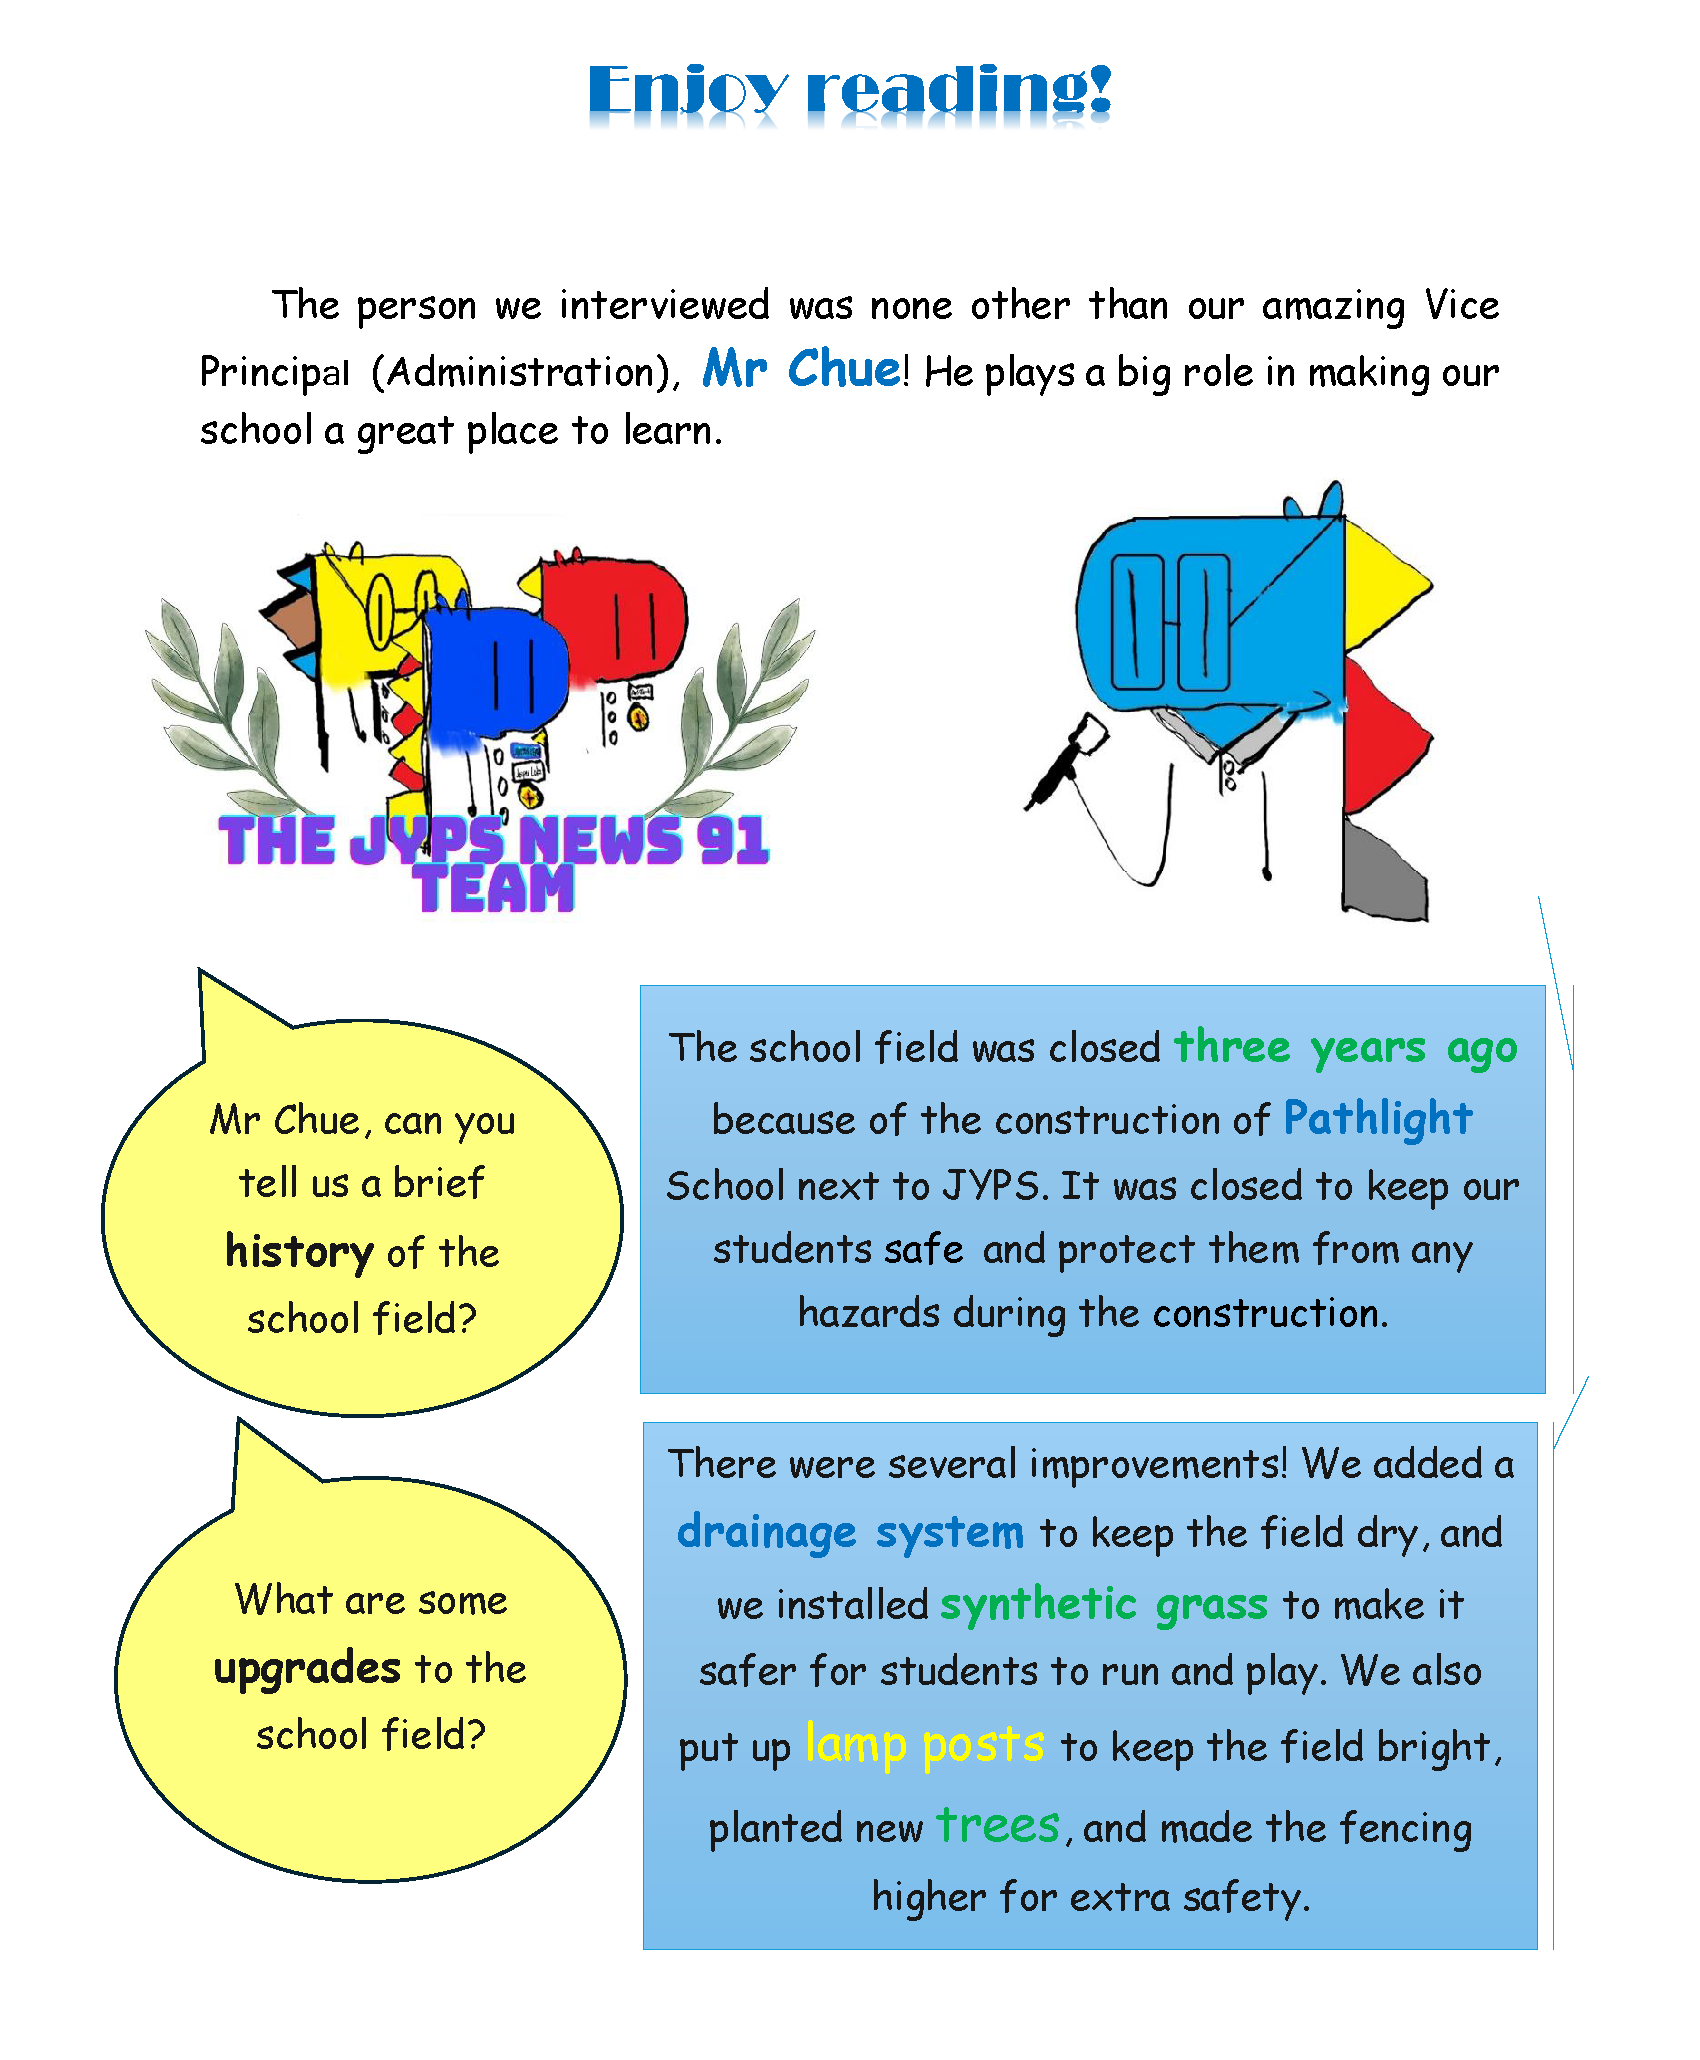 Enjoy reading!
The person we interviewed was none other than our amazing Vice
Principal (Administration), Mr Chue! He plays a big role in making our
school a great place to learn.
THE JYPS NEWS 91
TEAM
Mr Chue, can you
tell us a brief
history of the
school field?
The school field was closed three years ago
because of the construction of Pathlight
School next to JYPS. It was closed to keep our
students safe and protect them from any
hazards during the construction.
What are some
upgrades to the
school field?
There were several improvements! We added a
drainage system to keep the field dry, and
we installed synthetic grass to make it
safer for students to run and play. We also
put up lamp posts to keep the field bright,
planted new trees, and made the fencing
higher for extra safety.